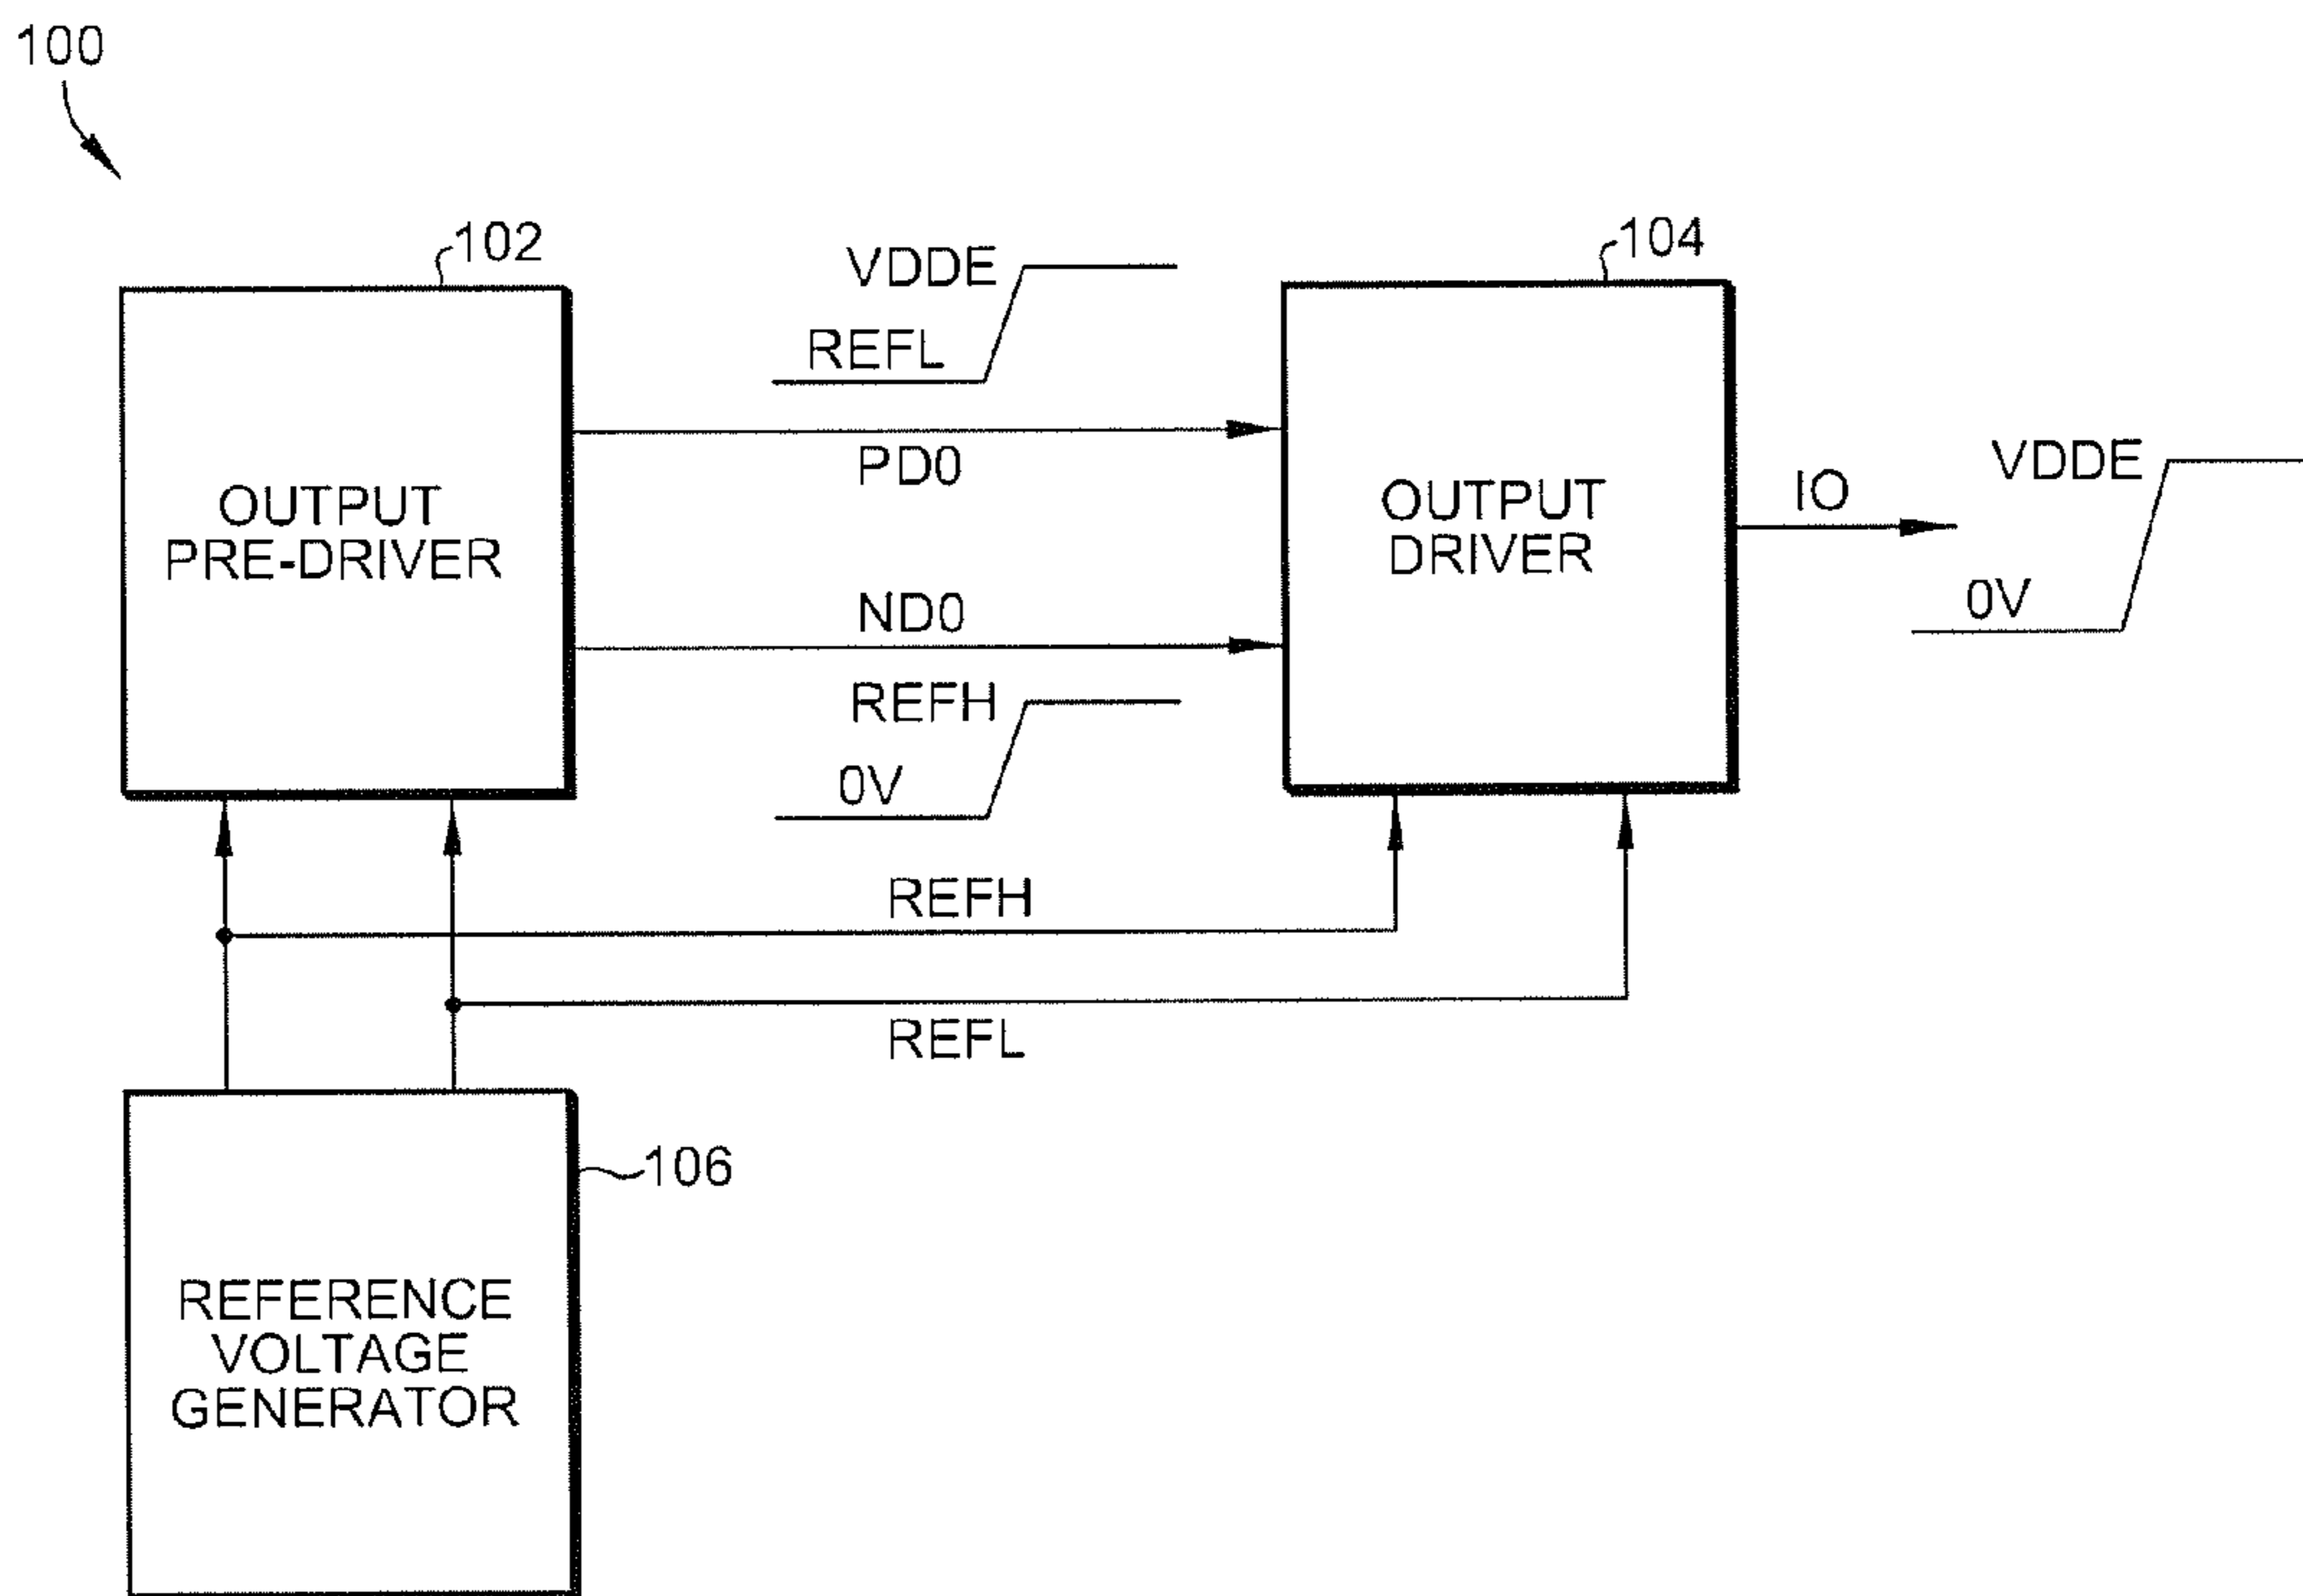 100
102
104
VDDE
REFL
PD0
OUTPUT
PRE-DRIVER
OUTPUT
DRIVER
IO
VDDE
0V
ND0
REFH
0V
REFH
REFL
106
REFERENCE
VOLTAGE
GENERATOR